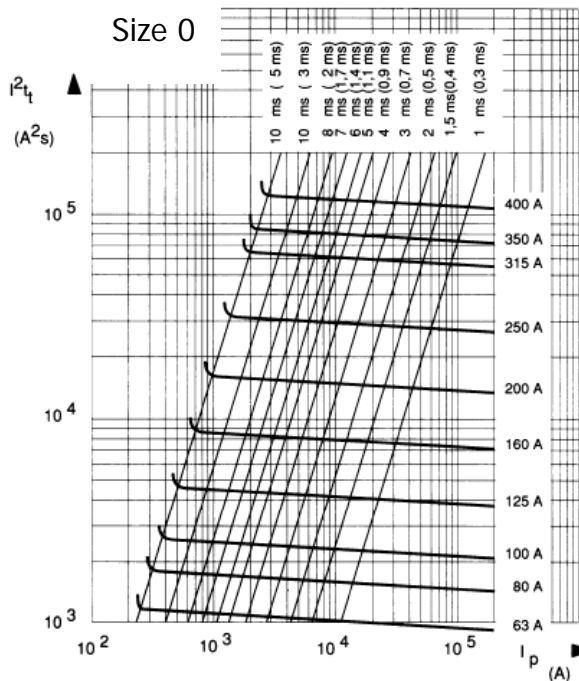 Size 0
I²tₜ
(A²s)
10 ms ( 5 ms)
10 ms ( 3 ms)
8 ms ( 2 ms)
7 ms (1,7 ms)
6 ms (1,4 ms)
5 ms (1,1 ms)
4 ms (0,9 ms)
3 ms (0,7 ms)
2 ms (0,5 ms)
1,5 ms(0,4 ms)
1 ms (0,3 ms)
10⁵
10⁴
10³
400 A
350 A
315 A
250 A
200 A
160 A
125 A
100 A
80 A
63 A
10² 10³ 10⁴ 10⁵ Iₚ
(A)